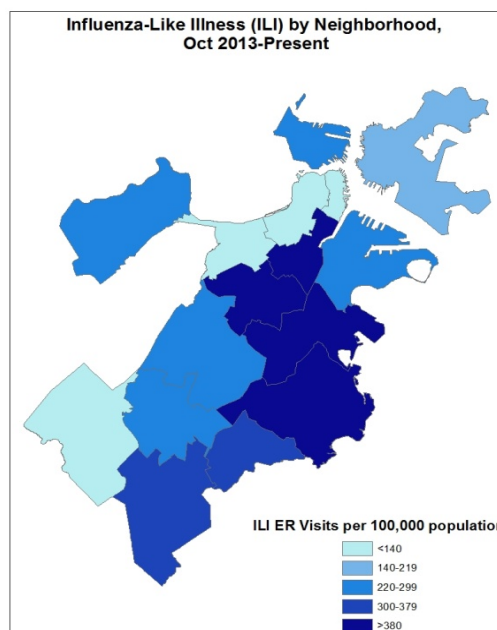 Influenza-Like Illness (ILI) by Neighborhood,
Oct 2013-Present
ILI ER Visits per 100,000 population
<140
140-219
220-299
300-379
>380